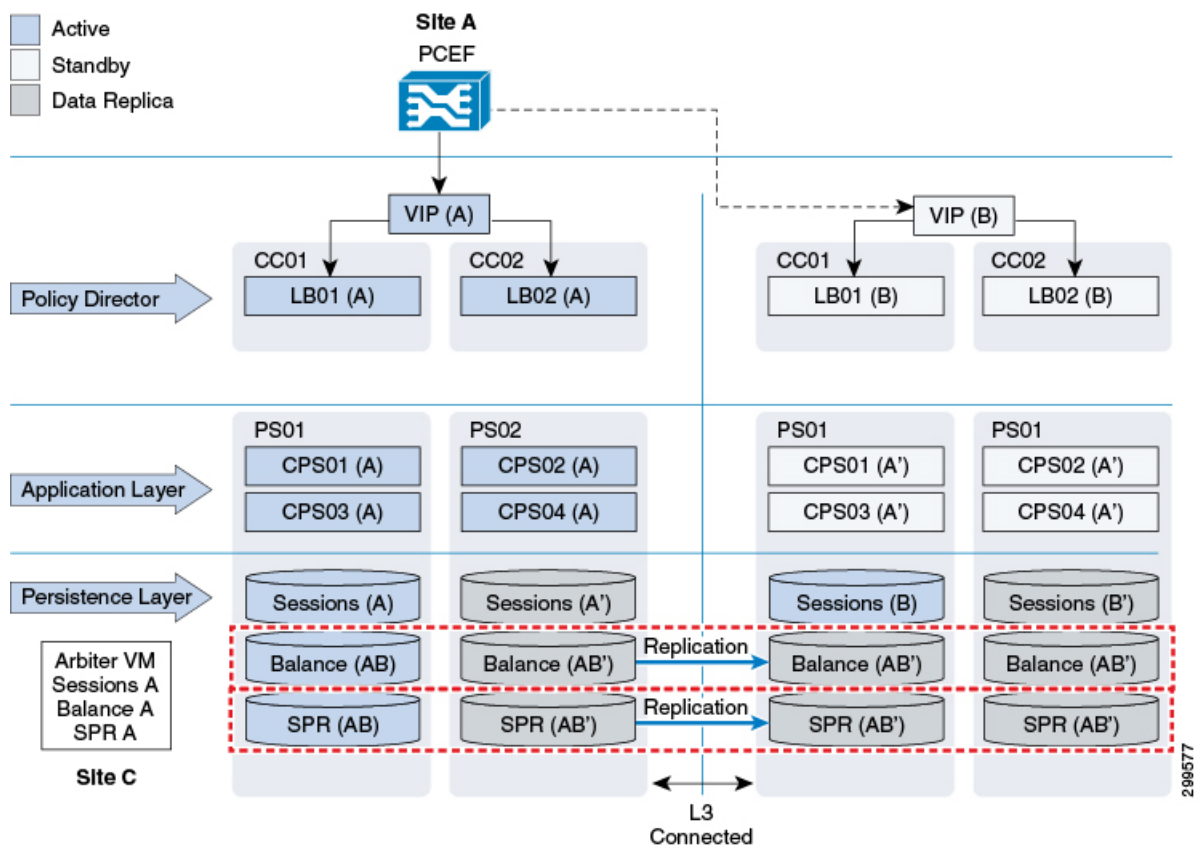 Active
Standby
Data Replica
Site A
PCEF
VIP (A)
VIP (B)
Policy Director
CC01
LB01 (A)
CC02
LB02 (A)
CC01
LB01 (B)
CC02
LB02 (B)
Application Layer
PS01
CPS01 (A)
CPS03 (A)
PS02
CPS02 (A)
CPS04 (A)
PS01
CPS01 (A')
CPS03 (A')
PS01
CPS02 (A')
CPS04 (A')
Persistence Layer
Sessions (A)
Sessions (A')
Sessions (B)
Sessions (B')
Balance (AB)
Balance (AB')
Replication
Balance (AB')
Balance (AB')
SPR (AB)
SPR (AB')
Replication
SPR (AB')
SPR (AB')
Arbiter VM
Sessions A
Balance A
SPR A
Site C
L3
Connected
299577